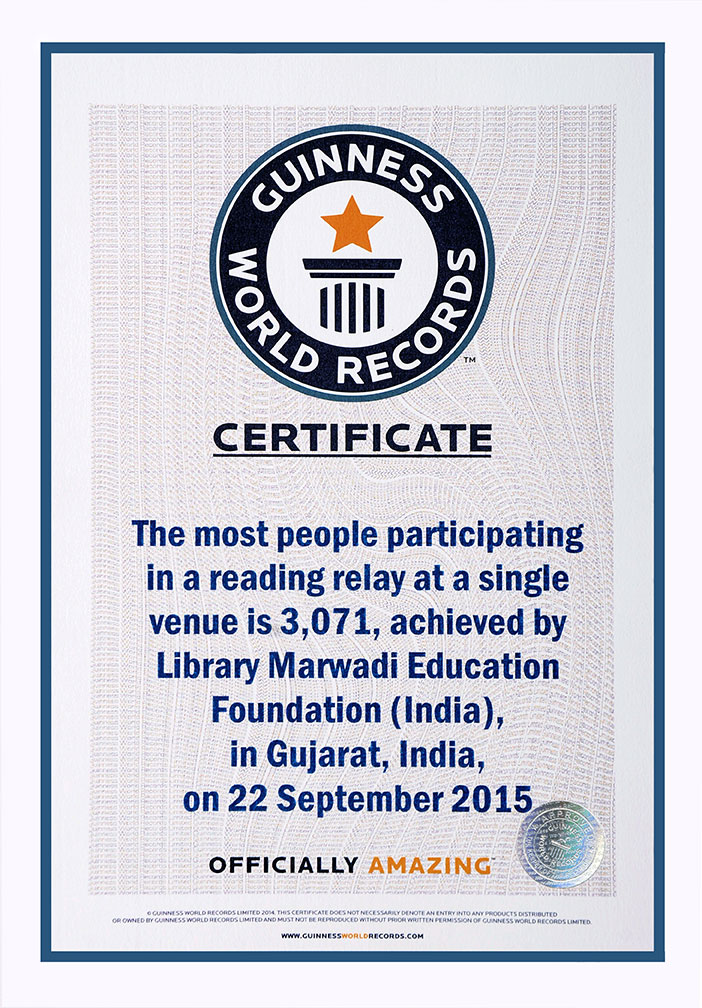 GUINNESS
WORLD RECORDS
TM
CERTIFICATE
The most people participating
in a reading relay at a single
venue is 3,071, achieved by
Library Marwadi Education
Foundation (India),
in Gujarat, India,
on 22 September 2015
OFFICIALLY AMAZING
© GUINNESS WORLD RECORDS LIMITED 2014. THIS CERTIFICATE DOES NOT NECESSARILY DENOTE AN ENTRY INTO ANY PRODUCTS DISTRIBUTED
OR OWNED BY GUINNESS WORLD RECORDS LIMITED AND MUST NOT BE REPRODUCED WITHOUT PRIOR WRITTEN PERMISSION OF GUINNESS WORLD RECORDS LIMITED.
WWW.GUINNESSWORLDRECORDS.COM